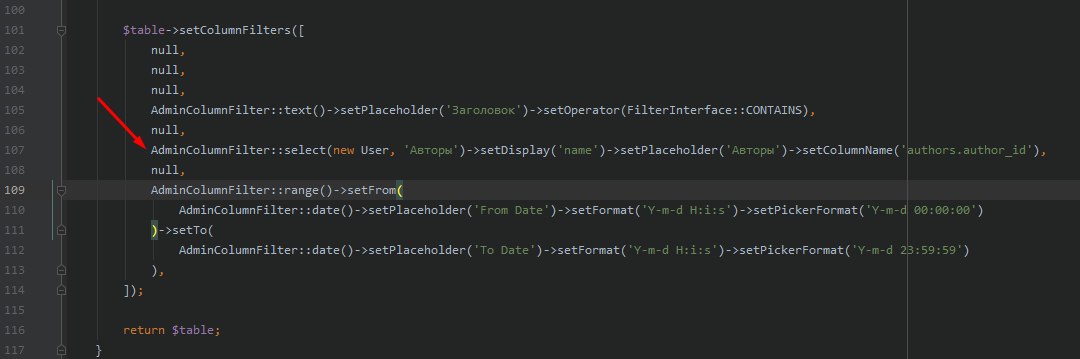 100
101 $table->setColumnFilters([
102 null,
103 null,
104 null,
105 AdminColumnFilter::text()->setPlaceholder('Заголовок')->setOperator(FilterInterface::CONTAINS),
106 null,
107 AdminColumnFilter::select(new User, 'Авторы')->setDisplay('name')->setPlaceholder('Авторы')->setColumnName('authors.author_id'),
108 null,
109 AdminColumnFilter::range()->setFrom(
110 AdminColumnFilter::date()->setPlaceholder('From Date')->setFormat('Y-m-d H:i:s')->setPickerFormat('Y-m-d 00:00:00')
111 )->setTo(
112 AdminColumnFilter::date()->setPlaceholder('To Date')->setFormat('Y-m-d H:i:s')->setPickerFormat('Y-m-d 23:59:59')
113 ),
114 ]);
115
116 return $table;
117 }